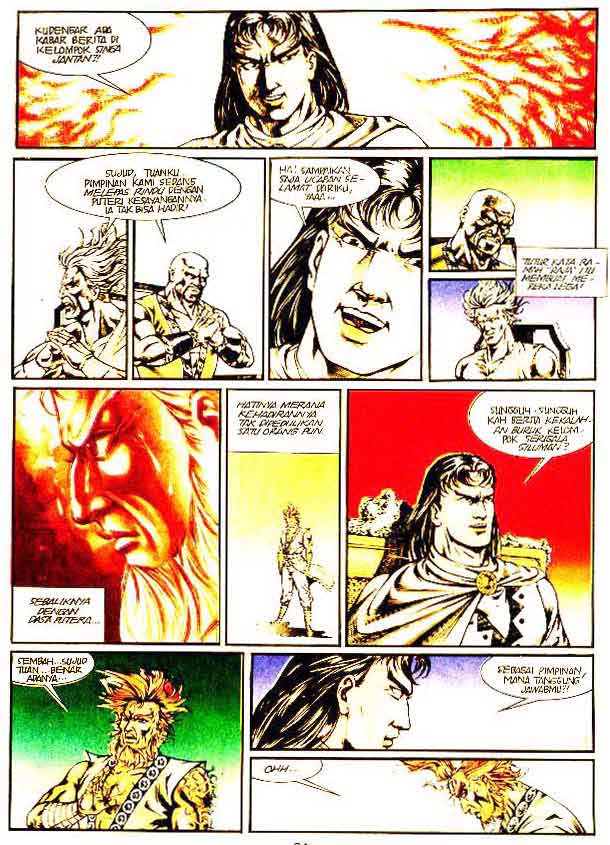 KUDENGAR ADA
KABAR BERITA DI
KELOMPOK SINGA
JANTAN?!
SUJUD, TUANKU..
PIMPINAN KAMI SEDANG
MELEPAS RINDU DENGAN
PUTERI KESAYANGANNYA..
IA TAK BISA HADIR!
HA! SAMPAIKAN
SAJA UCAPAN SE-
LAMAT DARIKU,
YAAA...
TUTUR KATA RA-
MAH "RAJA" ITU
MEMBUAT ME-
REKA LEGA!
SEBALIKNYA
DENGAN
DASA PUTERA...
HATINYA MERANA
KEHADIRANNYA
TAK DIPEDULIKAN
SATU ORANG PUN.
SUNGGUH-SUNGGUH
KAH BERITA KEKALAH-
AN BURUK KELOM-
POK SERIGALA
SILUMAN?
SEMBAH...SUJUD
TUAN... BENAR
ADANYA...
SEBAGAI PIMPINAN,
MANA TANGGUNG
JAWABMU?!
OHH...